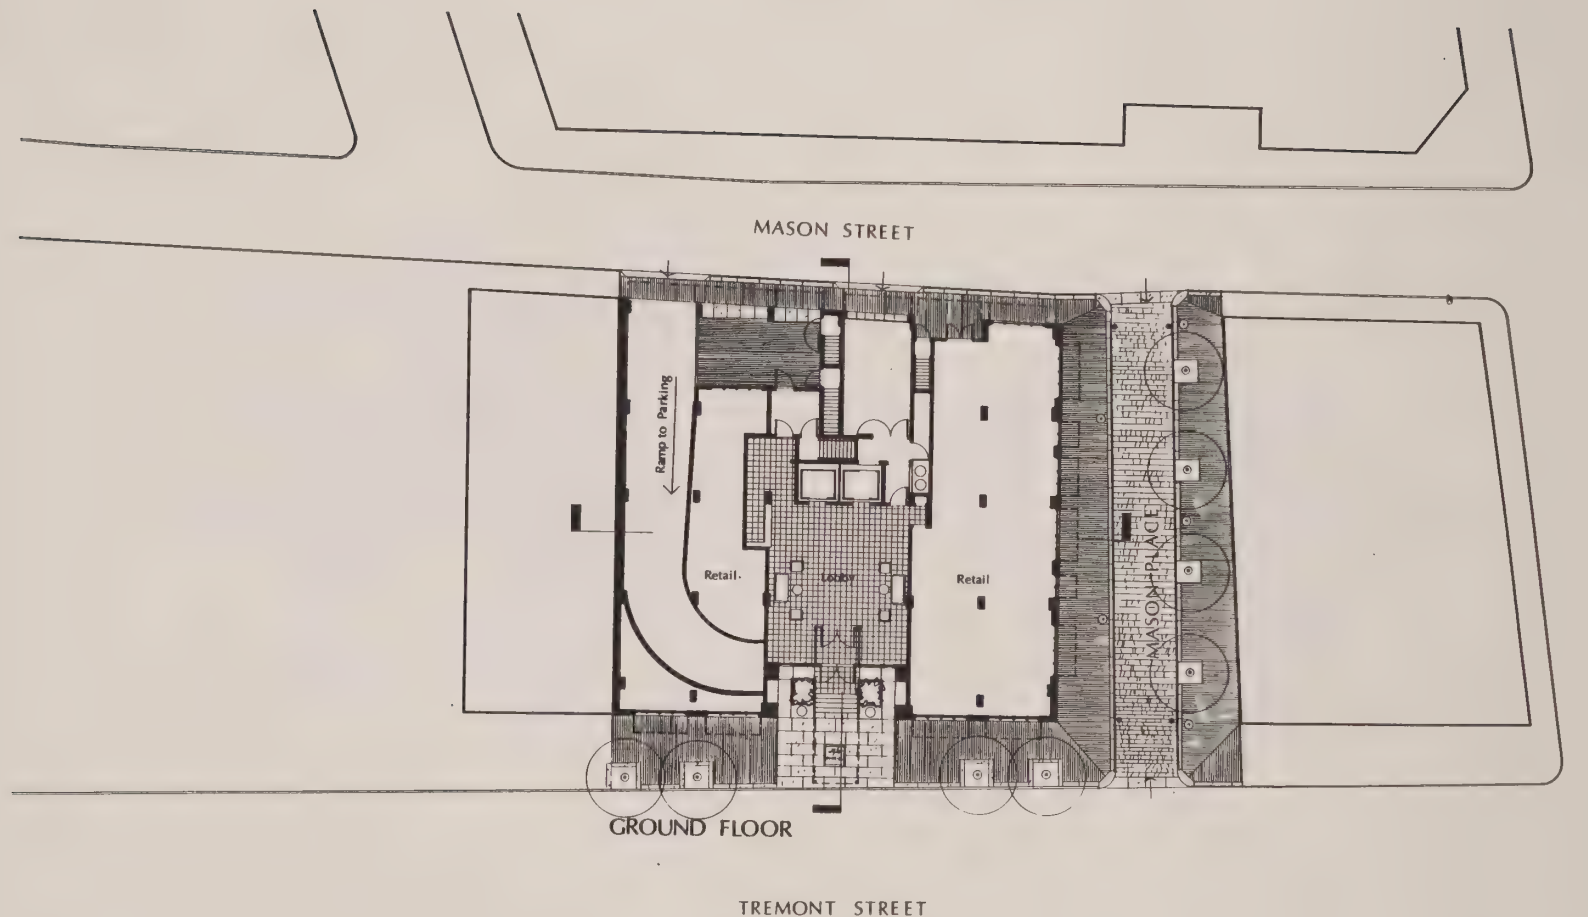 MASON STREET
Ramp to Parking
Retail.
Lobby
Retail
MASON PLACE
GROUND FLOOR
TREMONT STREET